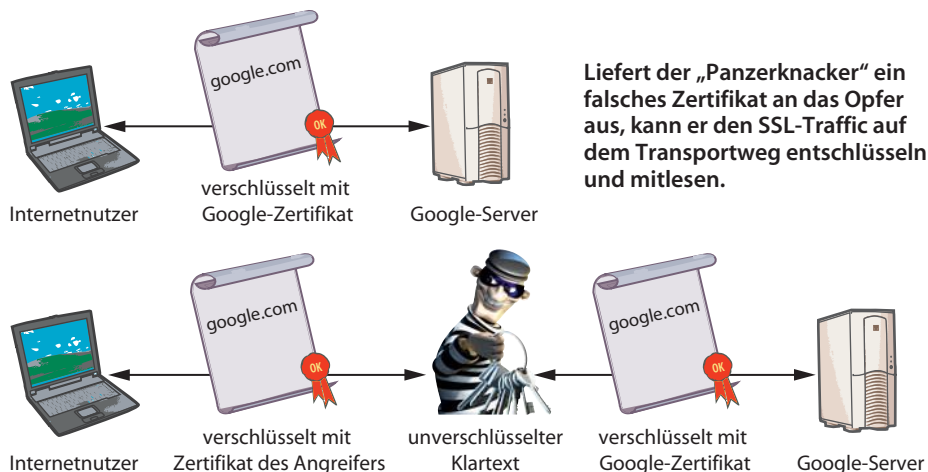 google.com
OK
Liefert der „Panzerknacker“ ein
falsches Zertifikat an das Opfer
aus, kann er den SSL-Traffic auf
dem Transportweg entschlüsseln
und mitlesen.
Internetnutzer
verschlüsselt mit
Google-Zertifikat
Google-Server
google.com
OK
google.com
OK
Internetnutzer
verschlüsselt mit
Zertifikat des Angreifers
unverschlüsselter
Klartext
verschlüsselt mit
Google-Zertifikat
Google-Server